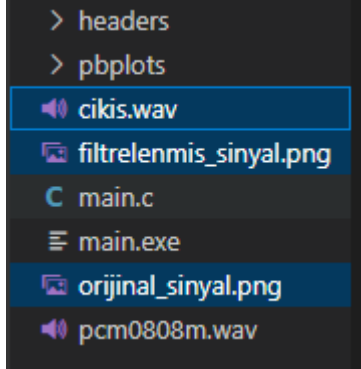 headers
pbplots
cikis.wav
filtrelenmis_sinyal.png
C main.c
main.exe
orijinal_sinyal.png
pcm0808m.wav